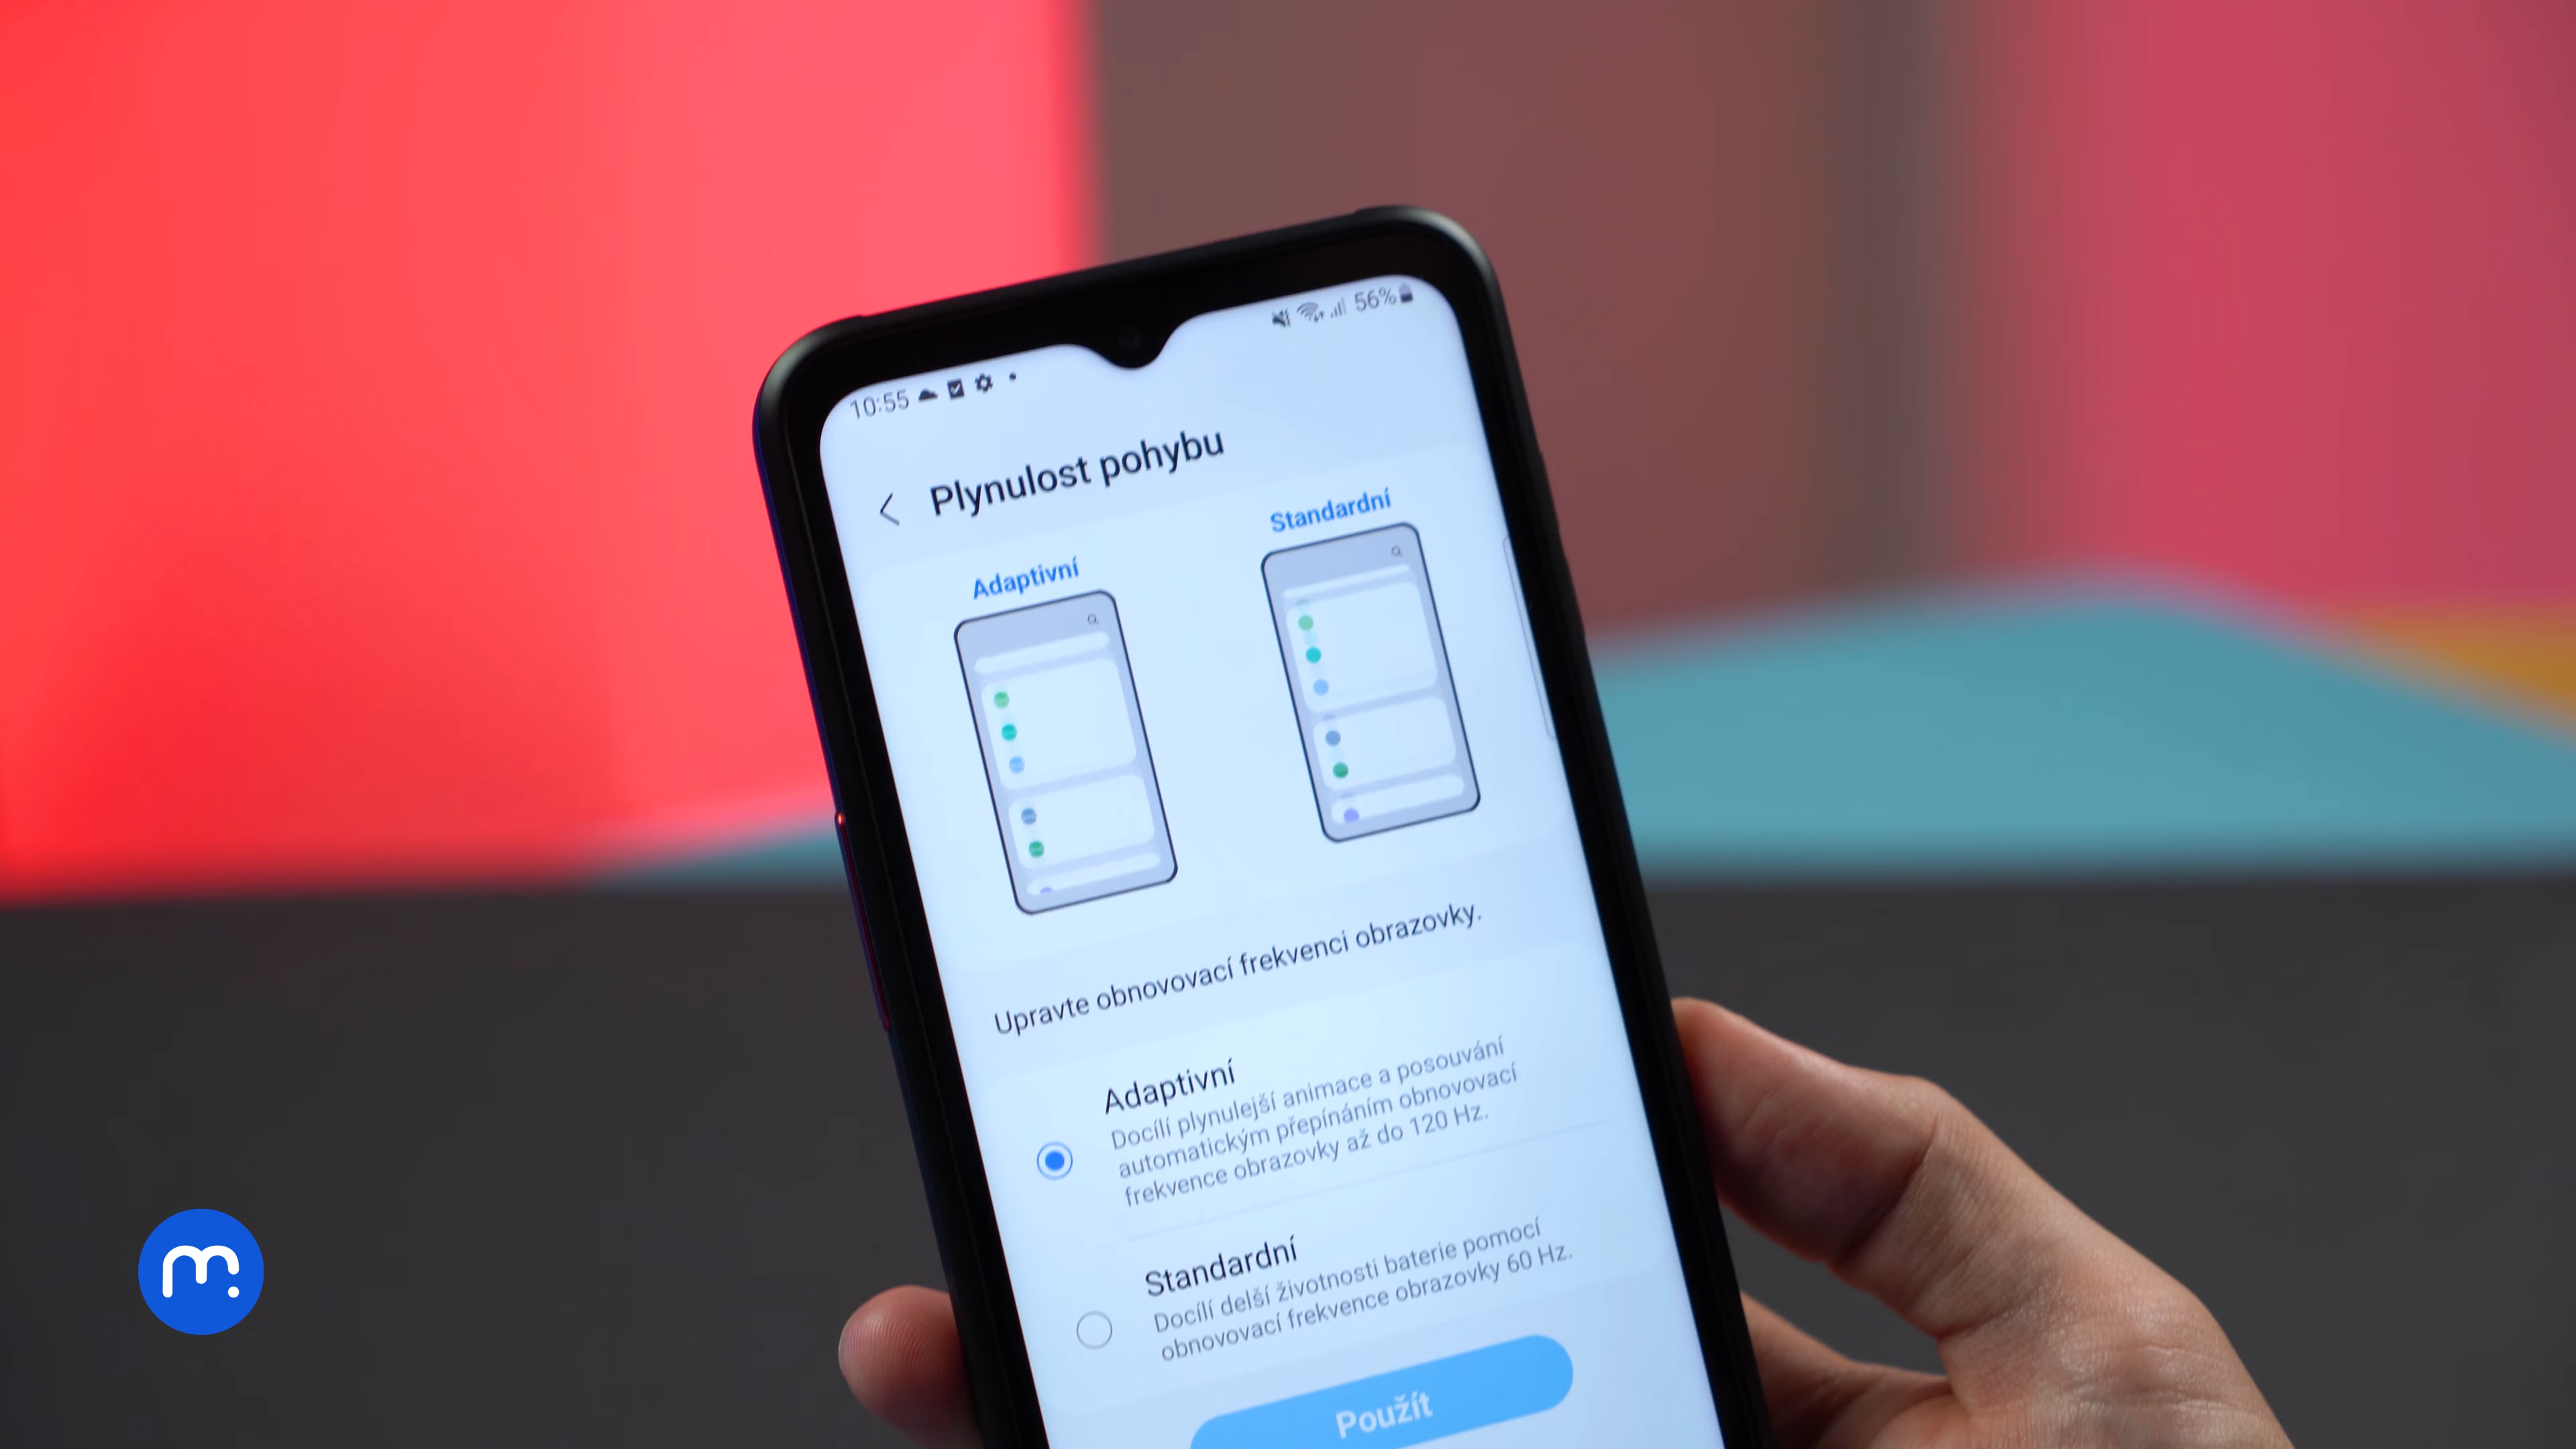 10:55
56%
Plynulost pohybu
Adaptivní
Standardní
Upravte obnovovací frekvenci obrazovky.
Adaptivní
Docílí plynulejší animace a posouvání
automatickým přepínáním obnovovací
frekvence obrazovky až do 120 Hz.
Standardní
Docílí delší životnosti baterie pomocí
obnovovací frekvence obrazovky 60 Hz.
Použít
m.